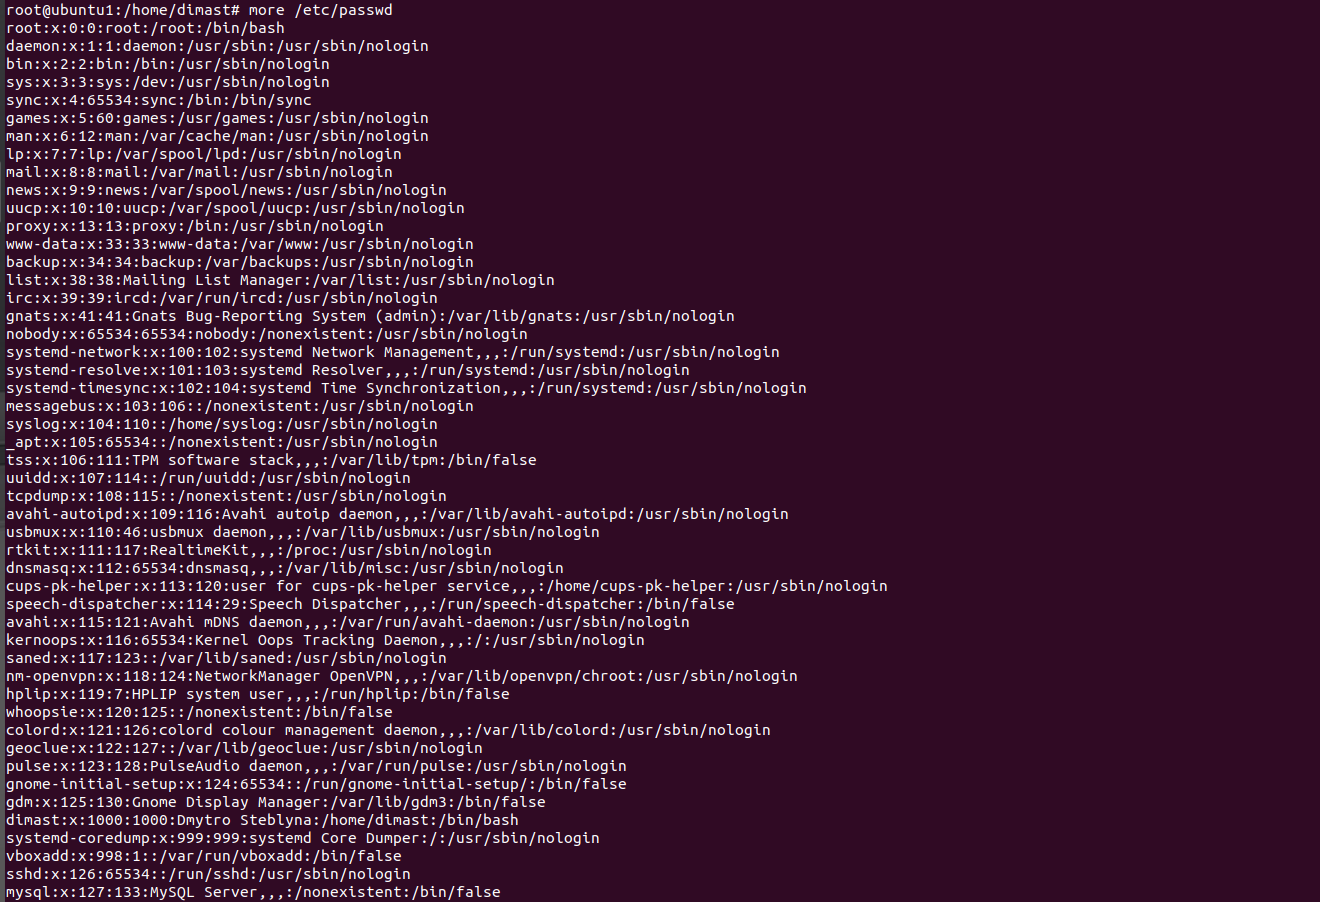 root@ubuntu1:/home/dimast# more /etc/passwd
root:x:0:0:root:/root:/bin/bash
daemon:x:1:1:daemon:/usr/sbin:/usr/sbin/nologin
bin:x:2:2:bin:/bin:/usr/sbin/nologin
sys:x:3:3:sys:/dev:/usr/sbin/nologin
sync:x:4:65534:sync:/bin:/bin/sync
games:x:5:60:games:/usr/games:/usr/sbin/nologin
man:x:6:12:man:/var/cache/man:/usr/sbin/nologin
lp:x:7:7:lp:/var/spool/lpd:/usr/sbin/nologin
mail:x:8:8:mail:/var/mail:/usr/sbin/nologin
news:x:9:9:news:/var/spool/news:/usr/sbin/nologin
uucp:x:10:10:uucp:/var/spool/uucp:/usr/sbin/nologin
proxy:x:13:13:proxy:/bin:/usr/sbin/nologin
www-data:x:33:33:www-data:/var/www:/usr/sbin/nologin
backup:x:34:34:backup:/var/backups:/usr/sbin/nologin
list:x:38:38:Mailing List Manager:/var/list:/usr/sbin/nologin
irc:x:39:39:ircd:/var/run/ircd:/usr/sbin/nologin
gnats:x:41:41:Gnats Bug-Reporting System (admin):/var/lib/gnats:/usr/sbin/nologin
nobody:x:65534:65534:nobody:/nonexistent:/usr/sbin/nologin
systemd-network:x:100:102:systemd Network Management,,,:/run/systemd:/usr/sbin/nologin
systemd-resolve:x:101:103:systemd Resolver,,,:/run/systemd:/usr/sbin/nologin
systemd-timesync:x:102:104:systemd Time Synchronization,,,:/run/systemd:/usr/sbin/nologin
messagebus:x:103:106::/nonexistent:/usr/sbin/nologin
syslog:x:104:110::/home/syslog:/usr/sbin/nologin
_apt:x:105:65534::/nonexistent:/usr/sbin/nologin
tss:x:106:111:TPM software stack,,,:/var/lib/tpm:/bin/false
uuidd:x:107:114::/run/uuidd:/usr/sbin/nologin
tcpdump:x:108:115::/nonexistent:/usr/sbin/nologin
avahi-autoipd:x:109:116:Avahi autoip daemon,,,:/var/lib/avahi-autoipd:/usr/sbin/nologin
usbmux:x:110:46:usbmux daemon,,,:/var/lib/usbmux:/usr/sbin/nologin
rtkit:x:111:117:RealtimeKit,,,:/proc:/usr/sbin/nologin
dnsmasq:x:112:65534:dnsmasq,,,:/var/lib/misc:/usr/sbin/nologin
cups-pk-helper:x:113:120:user for cups-pk-helper service,,,:/home/cups-pk-helper:/usr/sbin/nologin
speech-dispatcher:x:114:29:Speech Dispatcher,,,:/run/speech-dispatcher:/bin/false
avahi:x:115:121:Avahi mDNS daemon,,,:/var/run/avahi-daemon:/usr/sbin/nologin
kernoops:x:116:65534:Kernel Oops Tracking Daemon,,,:/:/usr/sbin/nologin
saned:x:117:123::/var/lib/saned:/usr/sbin/nologin
nm-openvpn:x:118:124:NetworkManager OpenVPN,,,:/var/lib/openvpn/chroot:/usr/sbin/nologin
hplip:x:119:7:HPLIP system user,,,:/run/hplip:/bin/false
whoopsie:x:120:125::/nonexistent:/bin/false
colord:x:121:126:colord colour management daemon,,,:/var/lib/colord:/usr/sbin/nologin
geoclue:x:122:127::/var/lib/geoclue:/usr/sbin/nologin
pulse:x:123:128:PulseAudio daemon,,,:/var/run/pulse:/usr/sbin/nologin
gnome-initial-setup:x:124:65534::/run/gnome-initial-setup/:/bin/false
gdm:x:125:130:Gnome Display Manager:/var/lib/gdm3:/bin/false
dimast:x:1000:1000:Dmytro Steblyna:/home/dimast:/bin/bash
systemd-coredump:x:999:999:systemd Core Dumper:/:/usr/sbin/nologin
vboxadd:x:998:1::/var/run/vboxadd:/bin/false
sshd:x:126:65534::/run/sshd:/usr/sbin/nologin
mysql:x:127:133:MySQL Server,,,:/nonexistent:/bin/false